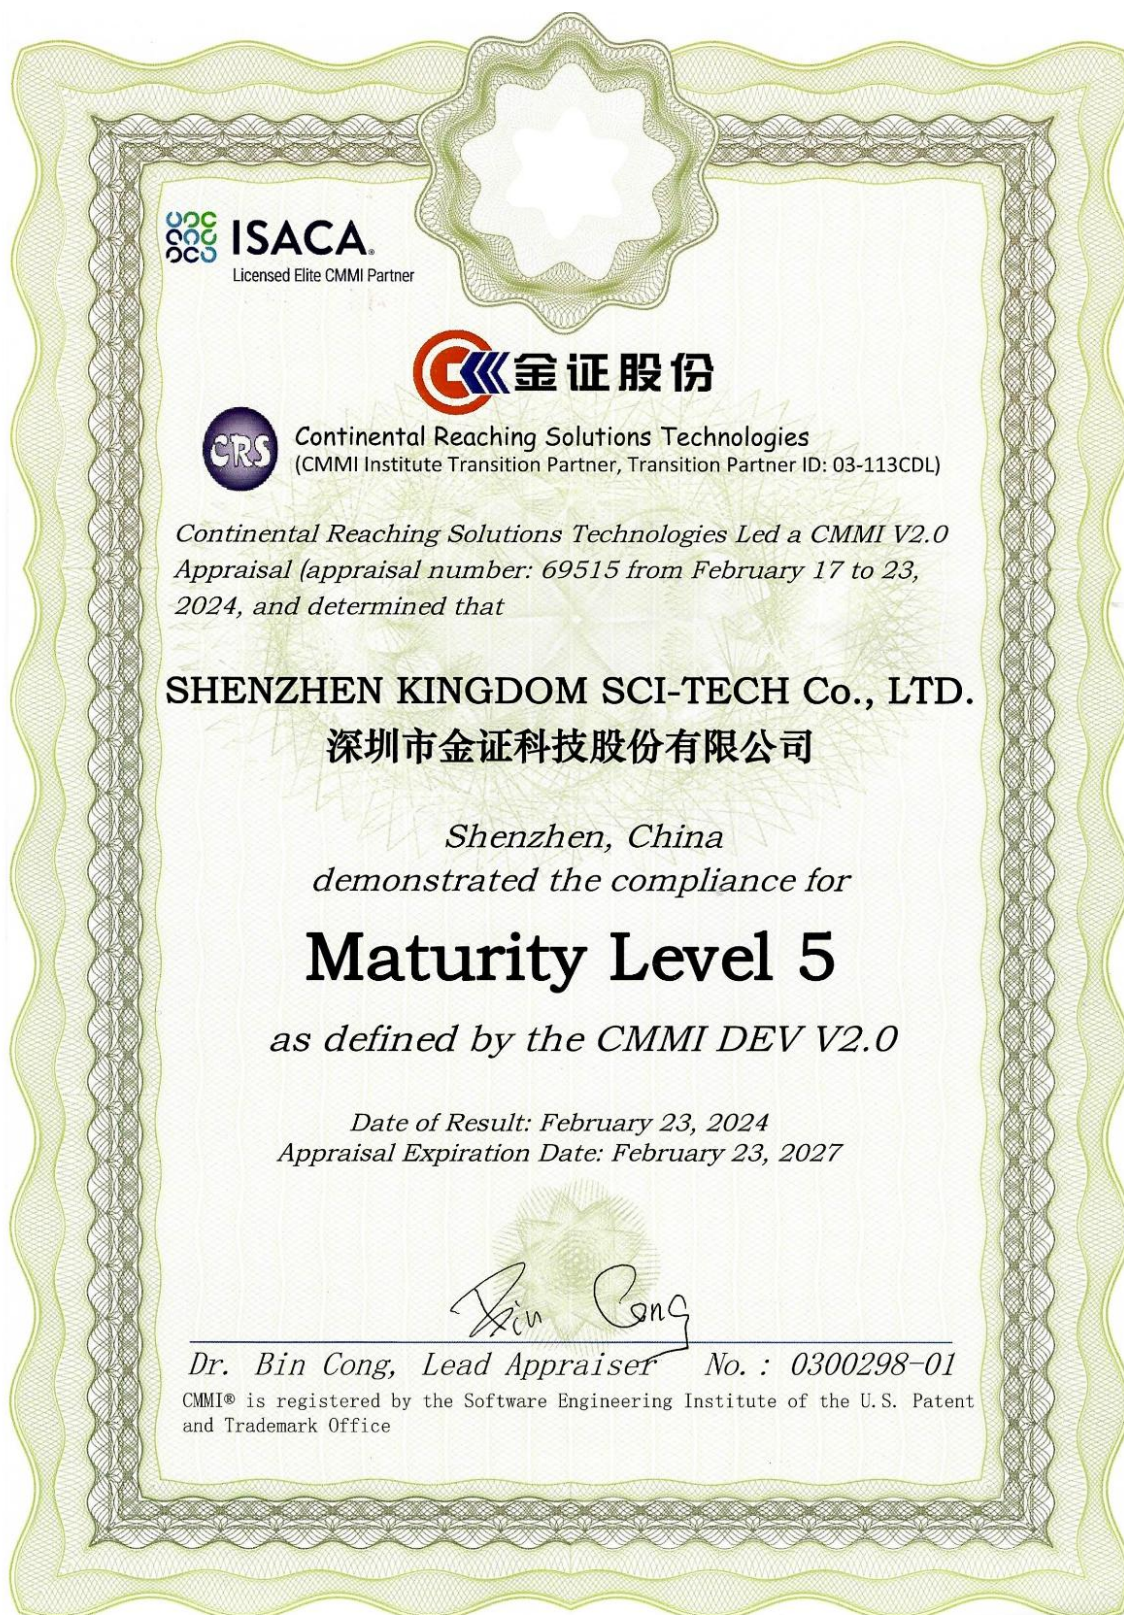 ISACA®
Licensed Elite CMMI Partner
金证股份
CRS
Continental Reaching Solutions Technologies
(CMMI Institute Transition Partner, Transition Partner ID: 03-113CDL)
Continental Reaching Solutions Technologies Led a CMMI V2.0
Appraisal (appraisal number: 69515 from February 17 to 23,
2024, and determined that
SHENZHEN KINGDOM SCI-TECH Co., LTD.
深圳市金证科技股份有限公司
Shenzhen, China
demonstrated the compliance for
Maturity Level 5
as defined by the CMMI DEV V2.0
Date of Result: February 23, 2024
Appraisal Expiration Date: February 23, 2027
Bin Cong
Dr. Bin Cong, Lead Appraiser No.: 0300298-01
CMMI® is registered by the Software Engineering Institute of the U.S. Patent
and Trademark Office